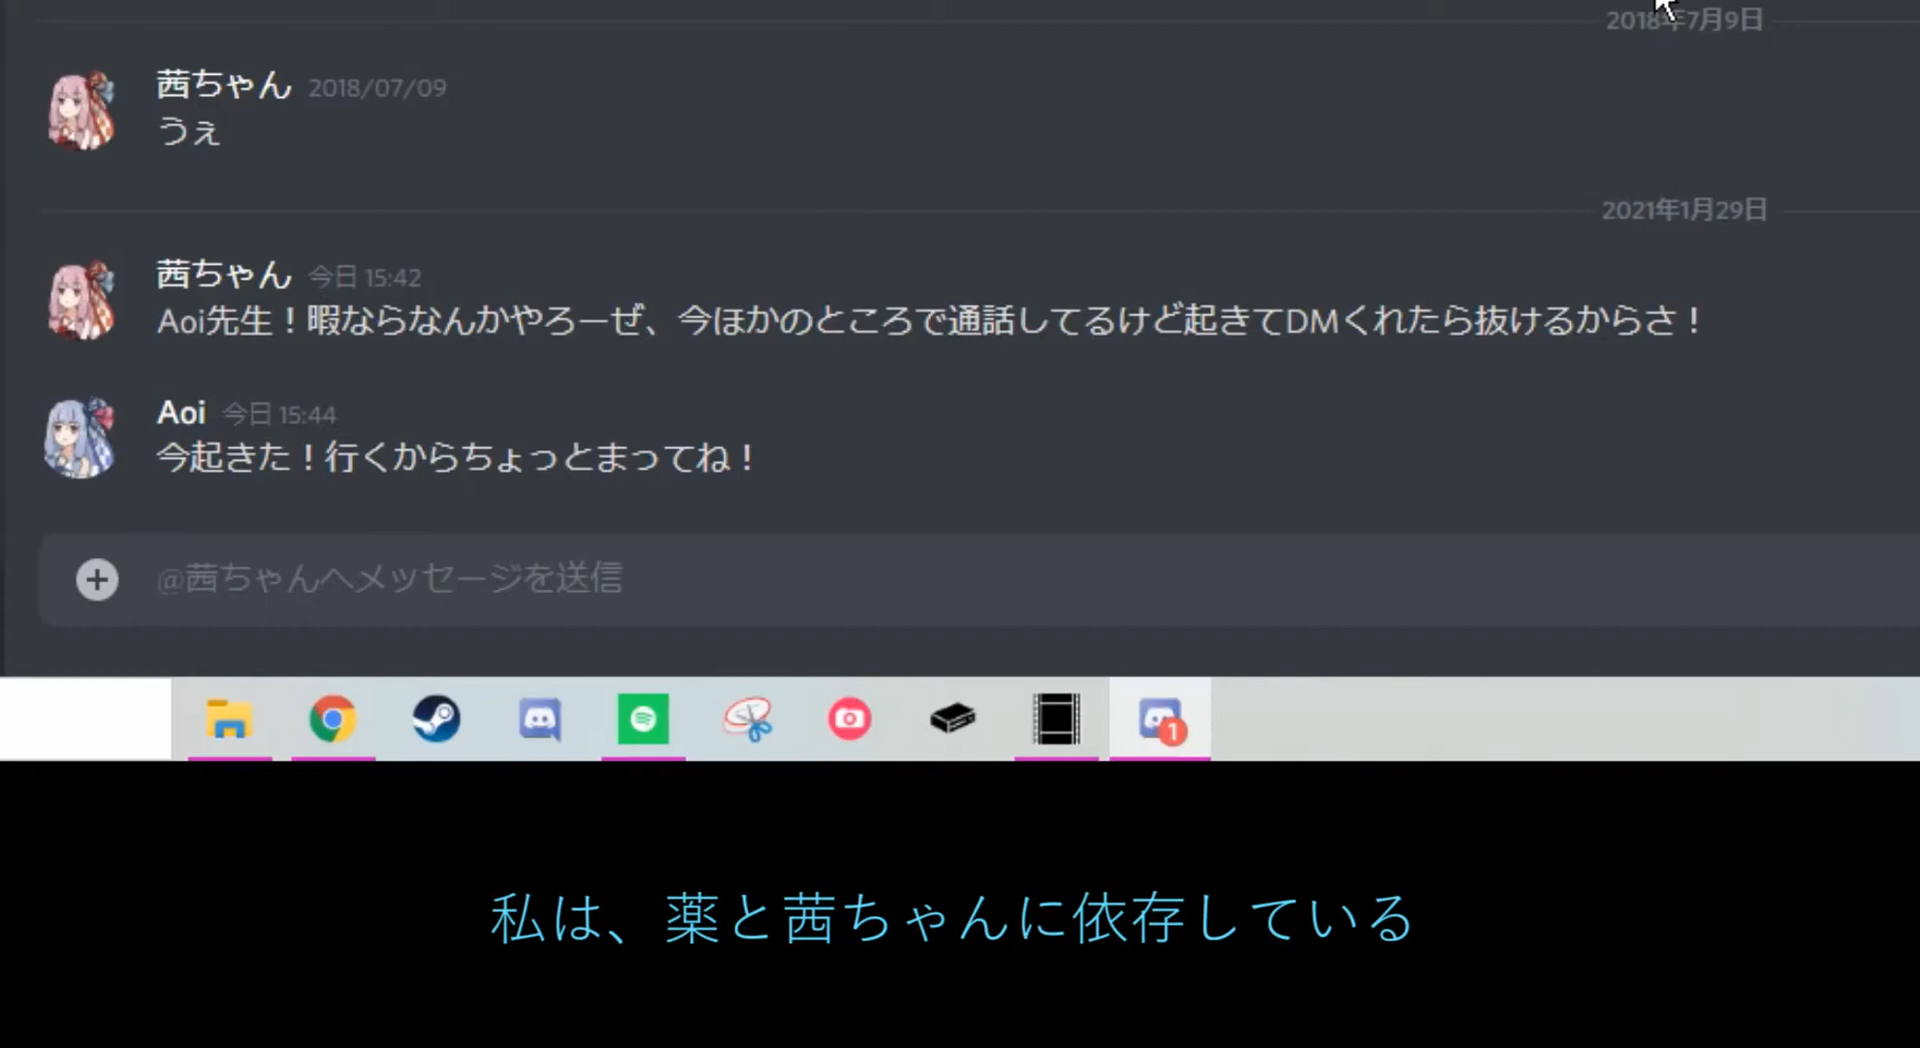 2018年7月9日
茜ちゃん 2018/07/09
うぇ
2021年1月29日
茜ちゃん 今日 15:42
Aoi先生！暇ならなんかやろーぜ、今ほかのところで通話してるけど起きてDMくれたら抜けるからさ！
Aoi 今日 15:44
今起きた！行くからちょっとまってね！
@茜ちゃんへメッセージを送信
1
私は、薬と茜ちゃんに依存している